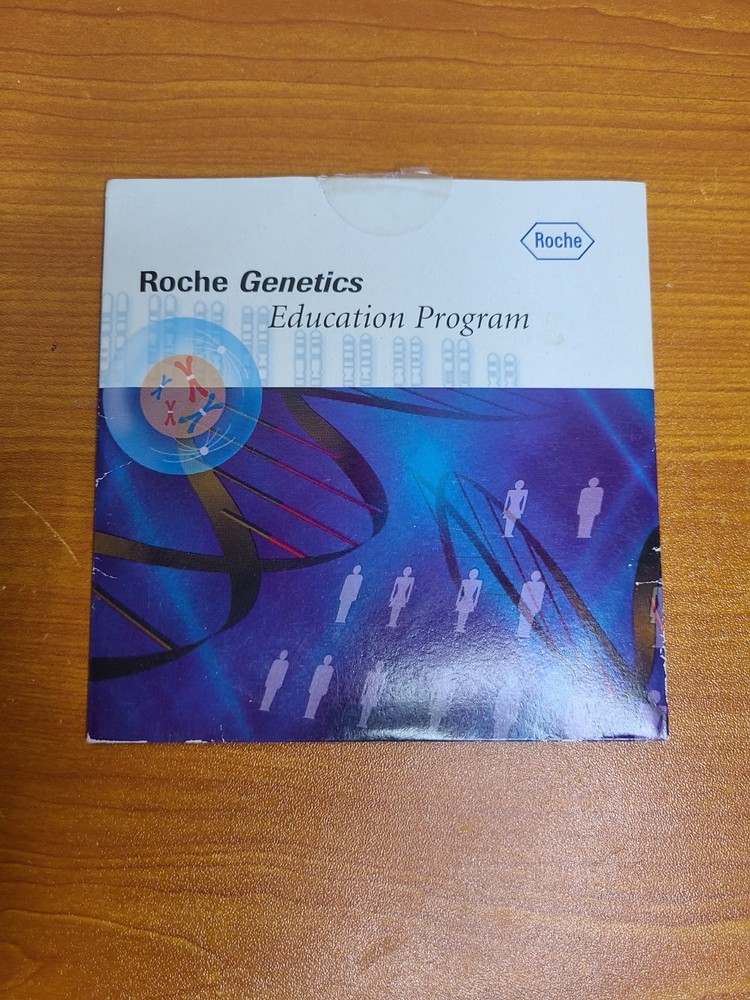 Roche
Roche Genetics
Education Program